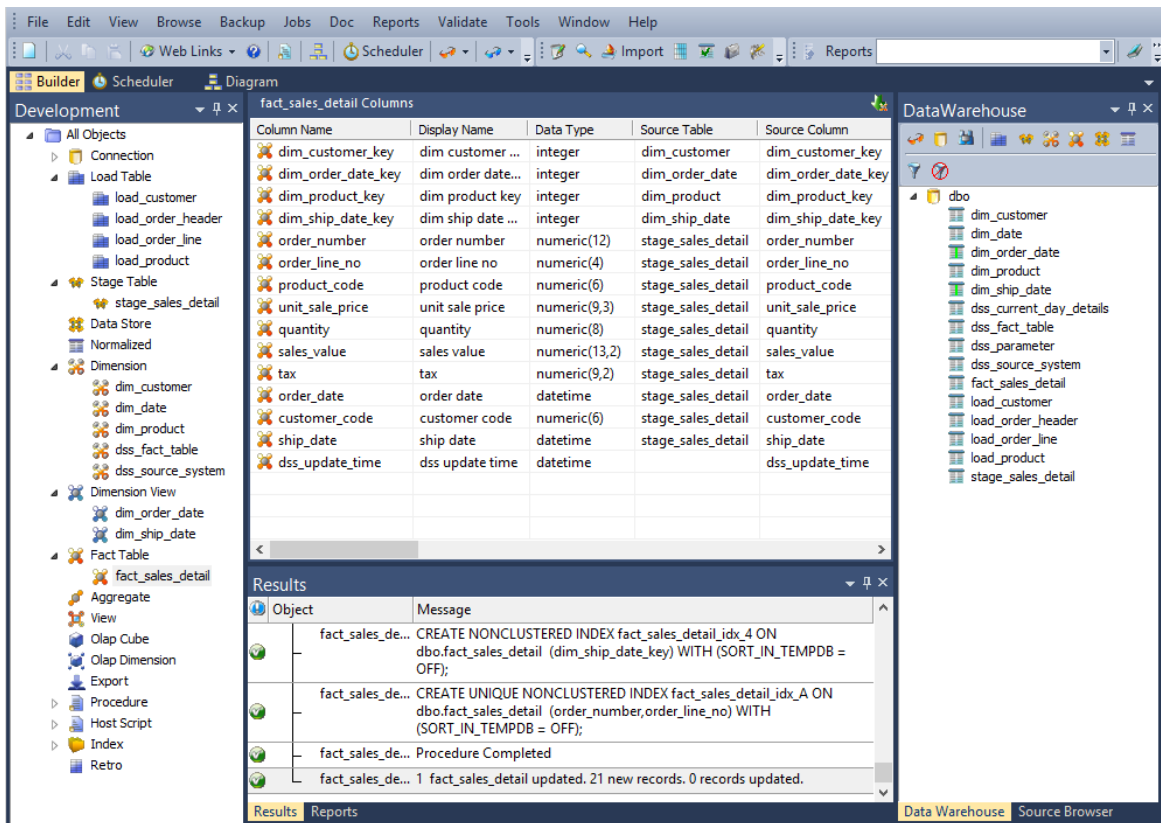 File Edit View Browse Backup Jobs Doc Reports Validate Tools Window Help
Web Links Scheduler Import Reports
Builder Scheduler Diagram
Development
All Objects
Connection
Load Table
load_customer
load_order_header
load_order_line
load_product
Stage Table
stage_sales_detail
Data Store
Normalized
Dimension
dim_customer
dim_date
dim_product
dss_fact_table
dss_source_system
Dimension View
dim_order_date
dim_ship_date
Fact Table
fact_sales_detail
Aggregate
View
Olap Cube
Olap Dimension
Export
Procedure
Host Script
Index
Retro
fact_sales_detail Columns
Column Name Display Name Data Type Source Table Source Column
dim_customer_key dim customer ... integer dim_customer dim_customer_key
dim_order_date_key dim order date... integer dim_order_date dim_order_date_key
dim_product_key dim product key integer dim_product dim_product_key
dim_ship_date_key dim ship date ... integer dim_ship_date dim_ship_date_key
order_number order number numeric(12) stage_sales_detail order_number
order_line_no order line no numeric(4) stage_sales_detail order_line_no
product_code product code numeric(6) stage_sales_detail product_code
unit_sale_price unit sale price numeric(9,3) stage_sales_detail unit_sale_price
quantity quantity numeric(8) stage_sales_detail quantity
sales_value sales value numeric(13,2) stage_sales_detail sales_value
tax tax numeric(9,2) stage_sales_detail tax
order_date order date datetime stage_sales_detail order_date
customer_code customer code numeric(6) stage_sales_detail customer_code
ship_date ship date datetime stage_sales_detail ship_date
dss_update_time dss update time datetime dss_update_time
Results
Object Message
fact_sales_de... CREATE NONCLUSTERED INDEX fact_sales_detail_idx_4 ON
dbo.fact_sales_detail (dim_ship_date_key) WITH (SORT_IN_TEMPDB =
OFF);
fact_sales_de... CREATE UNIQUE NONCLUSTERED INDEX fact_sales_detail_idx_A ON
dbo.fact_sales_detail (order_number,order_line_no) WITH
(SORT_IN_TEMPDB = OFF);
fact_sales_de... Procedure Completed
fact_sales_de... 1 fact_sales_detail updated. 21 new records. 0 records updated.
Results Reports
DataWarehouse
dbo
dim_customer
dim_date
dim_order_date
dim_product
dim_ship_date
dss_current_day_details
dss_fact_table
dss_parameter
dss_source_system
fact_sales_detail
load_customer
load_order_header
load_order_line
load_product
stage_sales_detail
Data Warehouse Source Browser